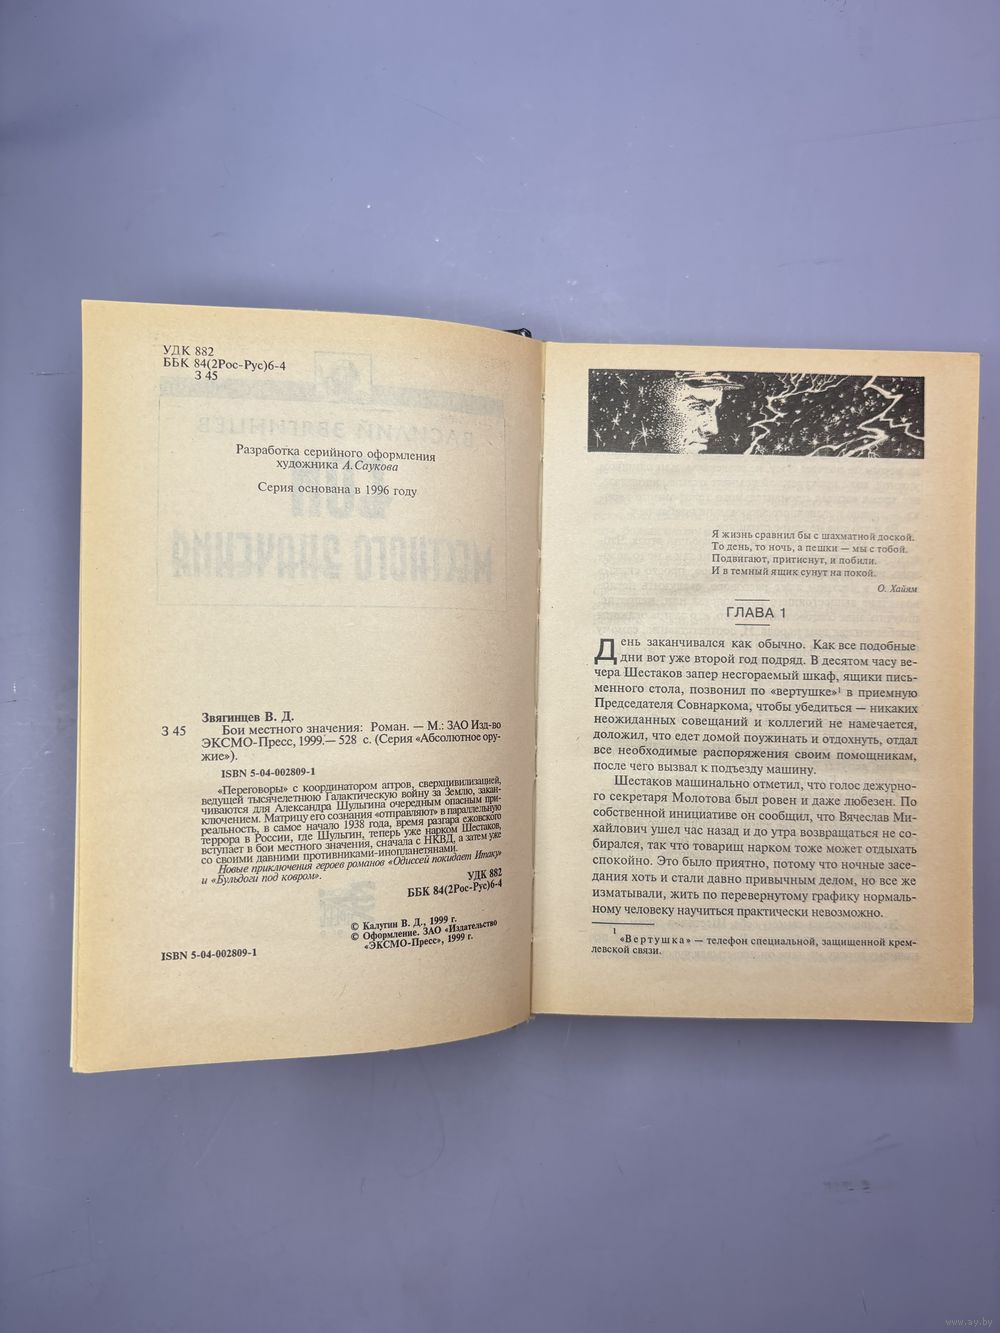 УДК 882
ББК 84(2Рос-Рус)6-4
З 45
Разработка серийного оформления
художника А. Саукова
Серия основана в 1996 году
Звягинцев В. Д.
З 45 Бои местного значения: Роман. — М.: ЗАО Изд-во
ЭКСМО-Пресс, 1999.— 528 с. (Серия «Абсолютное ору-
жие»).
ISBN 5-04-002809-1
«Переговоры» с координатором аггров, сверхцивилизацией,
ведущей тысячелетнюю Галактическую войну за Землю, закан-
чиваются для Александра Шульгина очередным опасным при-
ключением. Матрицу его сознания «отправляют» в параллельную
реальность, в самое начало 1938 года, время разгара ежовского
террора в России, где Шульгин, теперь уже нарком Шестаков,
вступает в бои местного значения, сначала с НКВД, а затем уже
со своими давними противниками-инопланетянами.
Новые приключения героев романов «Одиссей покидает Итаку»
и «Бульдоги под ковром».
УДК 882
ББК 84(2Рос-Рус)6-4
© Калугин В. Д., 1999 г.
© Оформление. ЗАО «Издательство
«ЭКСМО-Пресс», 1999 г.
ISBN 5-04-002809-1
Я жизнь сравнил бы с шахматной доской.
То день, то ночь, а пешки — мы с тобой.
Подвигают, притиснут, и побили.
И в темный ящик сунут на покой.
О. Хайям
ГЛАВА 1
День заканчивался как обычно. Как все подобные
дни вот уже второй год подряд. В десятом часу ве-
чера Шестаков запер несгораемый шкаф, ящики пись-
менного стола, позвонил по «вертушке»1 в приемную
Председателя Совнаркома, чтобы убедиться — никаких
неожиданных совещаний и коллегий не намечается,
доложил, что едет домой поужинать и отдохнуть, отдал
все необходимые распоряжения своим помощникам,
после чего вызвал к подъезду машину.
Шестаков машинально отметил, что голос дежурно-
го секретаря Молотова был ровен и даже любезен. По
собственной инициативе он сообщил, что Вячеслав Ми-
хайлович ушел час назад и до утра возвращаться не со-
бирался, так что товарищ нарком тоже может отдыхать
спокойно. Это было приятно, потому что ночные засе-
дания хоть и стали давно привычным делом, но все же
изматывали, жить по перевернутому графику нормаль-
ному человеку научиться практически невозможно.
1
«Вертушка» — телефон специальной, защищенной крем-
левской связи.
www.ay.by